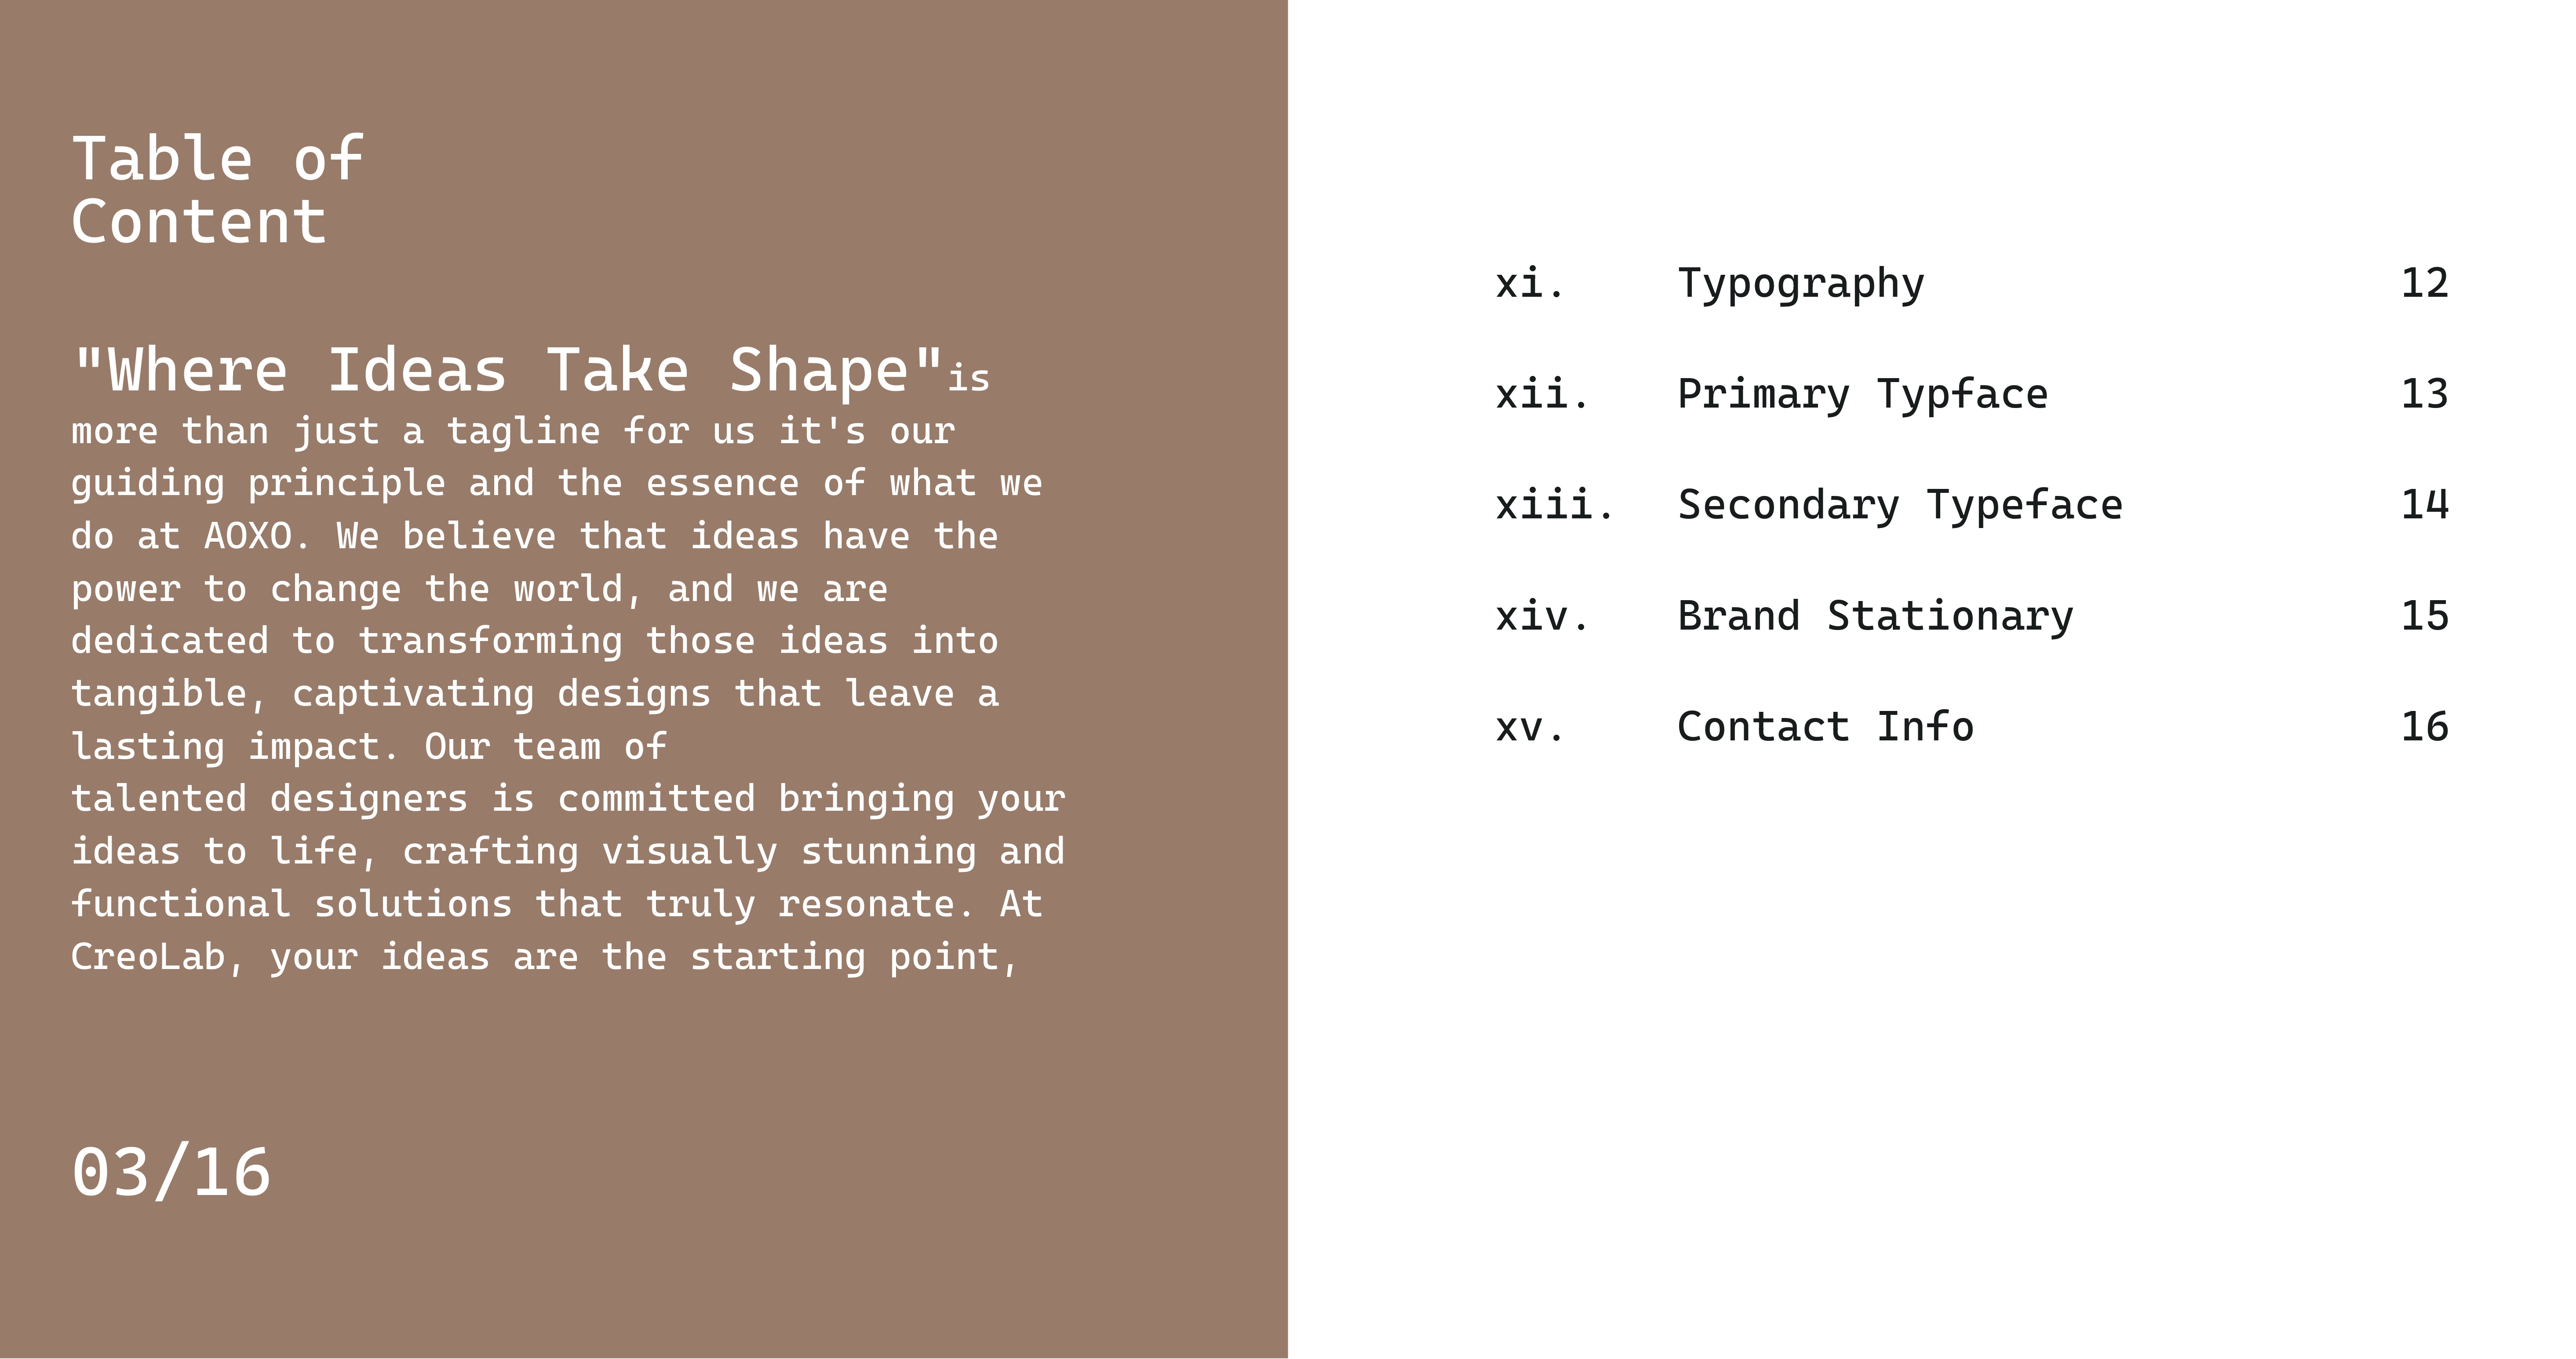 Table of
Content
"Where Ideas Take Shape"is
more than just a tagline for us it's our
guiding principle and the essence of what we
do at AOXO. We believe that ideas have the
power to change the world, and we are
dedicated to transforming those ideas into
tangible, captivating designs that leave a
lasting impact. Our team of
talented designers is committed bringing your
ideas to life, crafting visually stunning and
functional solutions that truly resonate. At
CreoLab, your ideas are the starting point,
03/16
xi. Typography 12
xii. Primary Typface 13
xiii. Secondary Typeface 14
xiv. Brand Stationary 15
xv. Contact Info 16